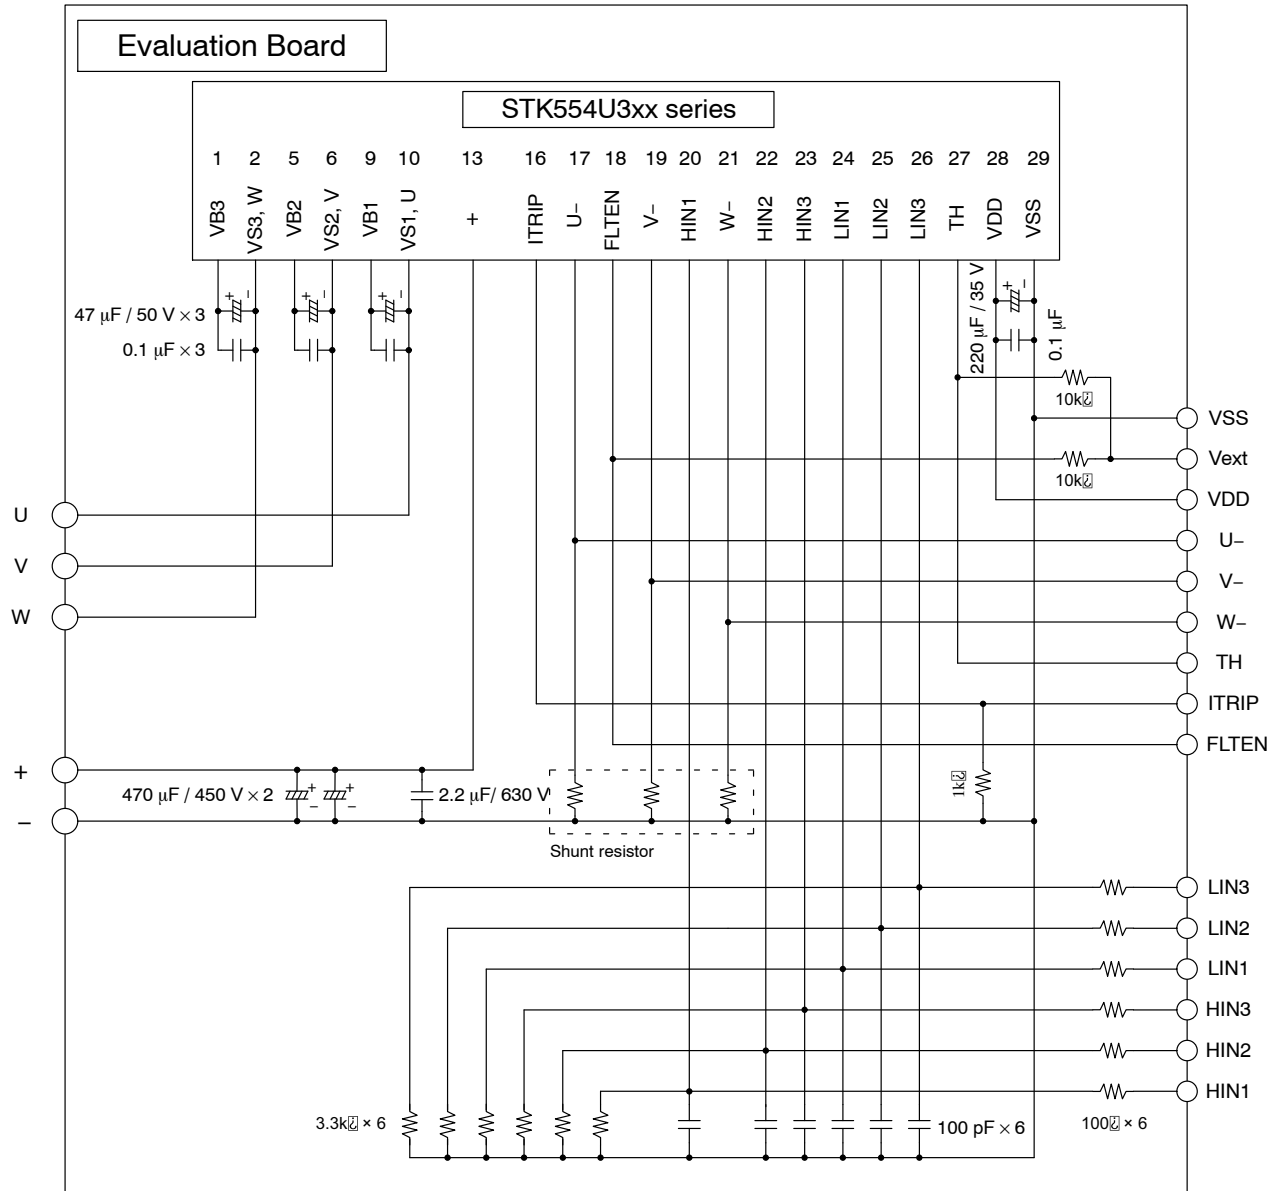 Evaluation Board
STK554U3xx series
1 2 5 6 9 10 13 16 17 18 19 20 21 22 23 24 25 26 27 28 29
VB3
VS3, W
VB2
VS2, V
VB1
VS1, U
+
ITRIP
U−
FLTEN
V−
HIN1
W−
HIN2
HIN3
LIN1
LIN2
LIN3
TH
VDD
VSS
+ −
+ −
+ −
+ −
47 μF / 50 V × 3
0.1 μF × 3
220 μF / 35 V
0.1 μF
10k
10k
VSS
Vext
VDD
U−
V−
W−
TH
ITRIP
FLTEN
U
V
W
+
−
470 μF / 450 V × 2
+
−
+
−
2.2 μF/ 630 V
Shunt resistor
1k
LIN3
LIN2
LIN1
HIN3
HIN2
HIN1
3.3k × 6
100 pF × 6
100 × 6